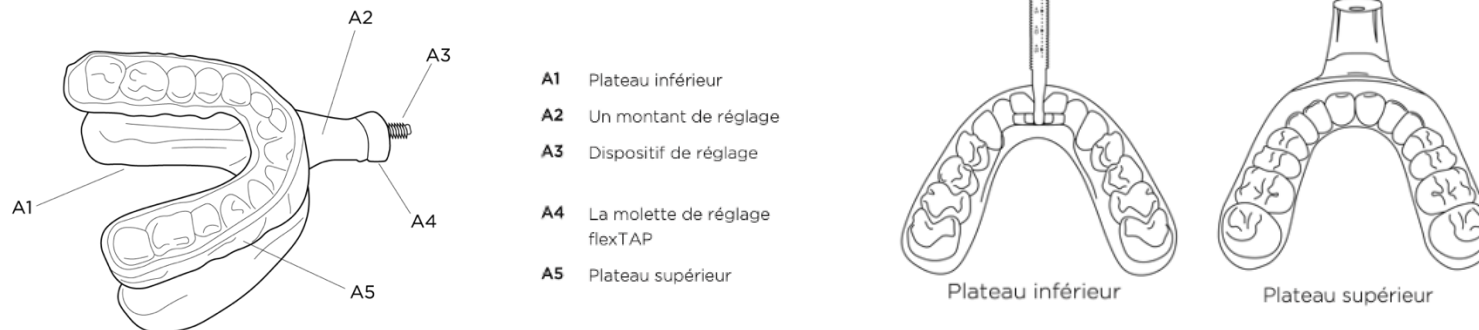 A2
A3
A1
A4
A5
A1 Plateau inférieur
A2 Un montant de réglage
A3 Dispositif de réglage
A4 La molette de réglage
flexTAP
A5 Plateau supérieur
Plateau inférieur
Plateau supérieur